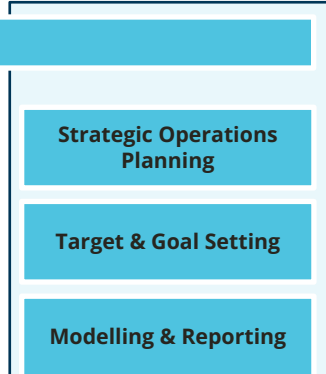 Strategic Operations
Planning
Target & Goal Setting
Modelling & Reporting